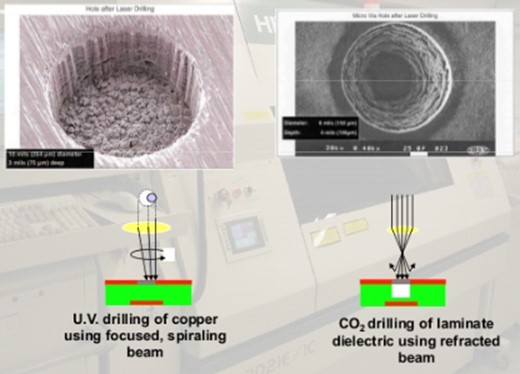 Hole after Laser Drilling
Micro Via Hole after Laser Drilling
10 mils (254 µm) diameter
3 mils (75 µm) deep
Diameter: 6 mils (150 µm)
Depth: 4 mils (100µm)
U.V. drilling of copper
using focused, spiraling
beam
CO₂ drilling of laminate
dielectric using refracted
beam